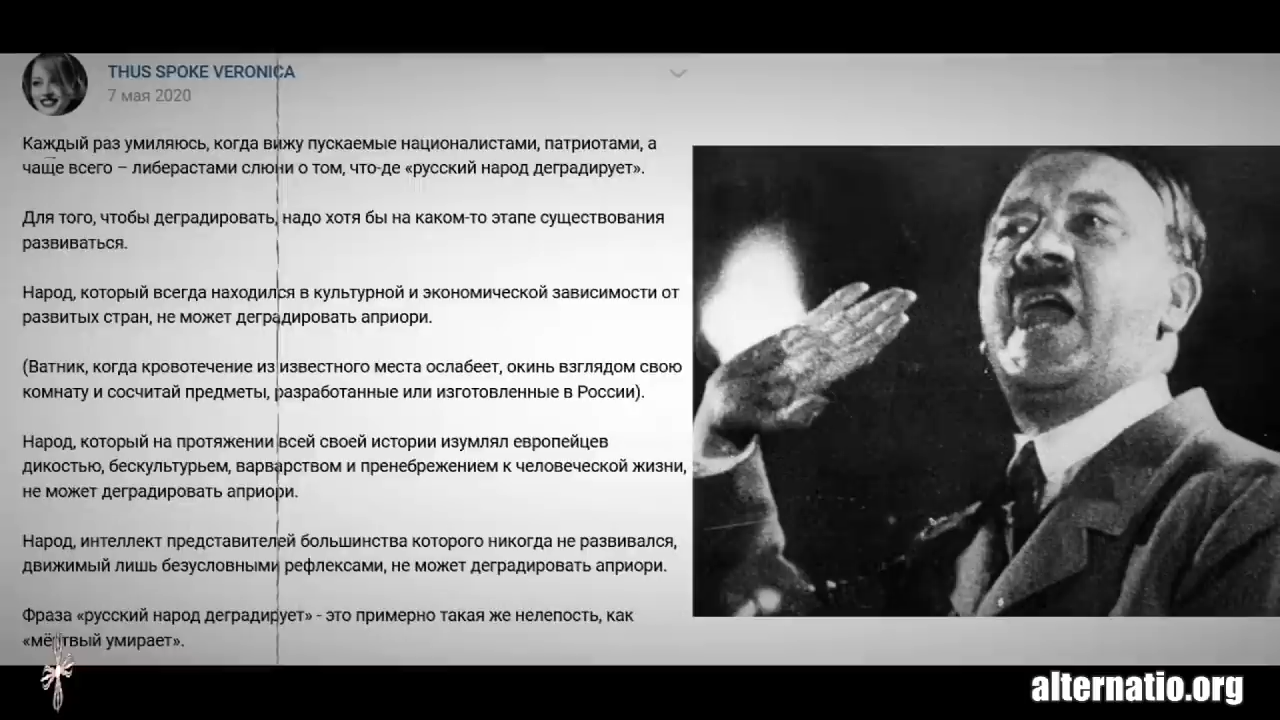 THUS SPOKE VERONICA
7 мая 2020
Каждый раз умиляюсь, когда вижу пускаемые националистами, патриотами, а
чаще всего – либерастами слюни о том, что-де «русский народ деградирует».
Для того, чтобы деградировать, надо хотя бы на каком-то этапе существования
развиваться.
Народ, который всегда находился в культурной и экономической зависимости от
развитых стран, не может деградировать априори.
(Ватник, когда кровотечение из известного места ослабеет, окинь взглядом свою
комнату и сосчитай предметы, разработанные или изготовленные в России).
Народ, который на протяжении всей своей истории изумлял европейцев
дикостью, бескультурьем, варварством и пренебрежением к человеческой жизни,
не может деградировать априори.
Народ, интеллект представителей большинства которого никогда не развивался,
движимый лишь безусловными рефлексами, не может деградировать априори.
Фраза «русский народ деградирует» - это примерно такая же нелепость, как
«мёртвый умирает».
alternatio.org